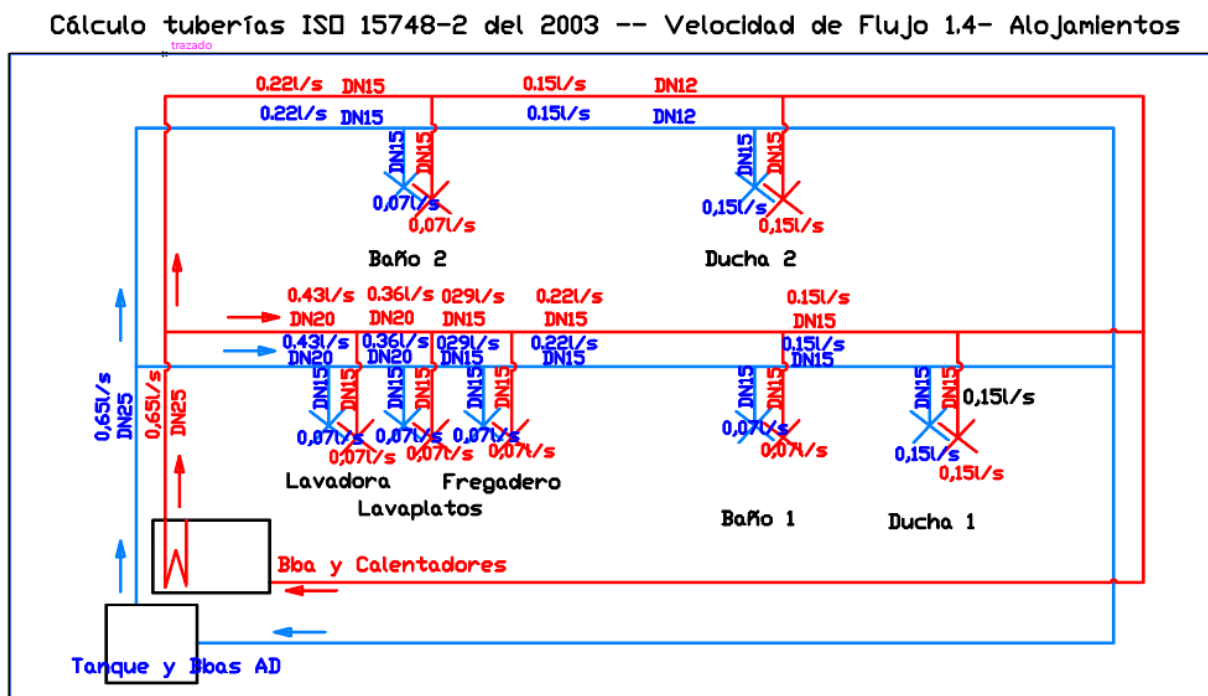 Cálculo tuberías ISO 15748-2 del 2003 -- Velocidad de Flujo 1.4- Alojamientos
trazado
0.22l/s DN15 0.15l/s DN12
0.22l/s DN15 0.15l/s DN12
DN15 DN15 DN15 DN15
0,07l/s 0,15l/s
0,07l/s 0,15l/s
Baño 2 Ducha 2
0.43l/s 0.36l/s 029l/s 0.22l/s 0.15l/s
DN20 DN20 DN15 DN15 DN15
0.43l/s 0.36l/s 029l/s 0.22l/s 0.15l/s
DN20 DN20 DN15 DN15 DN15
0,65l/s DN25 0,65l/s DN25
DN15 DN15 DN15 DN15 DN15 DN15 DN15 DN15 DN15 DN15
0,15l/s
0,07l/s 0,07l/s 0,07l/s 0,07l/s 0,15l/s
0,07l/s 0,07l/s 0,07l/s 0,07l/s 0,15l/s
Lavadora Fregadero
Lavaplatos Baño 1 Ducha 1
Bba y Calentadores
Tanque y Bbas AD